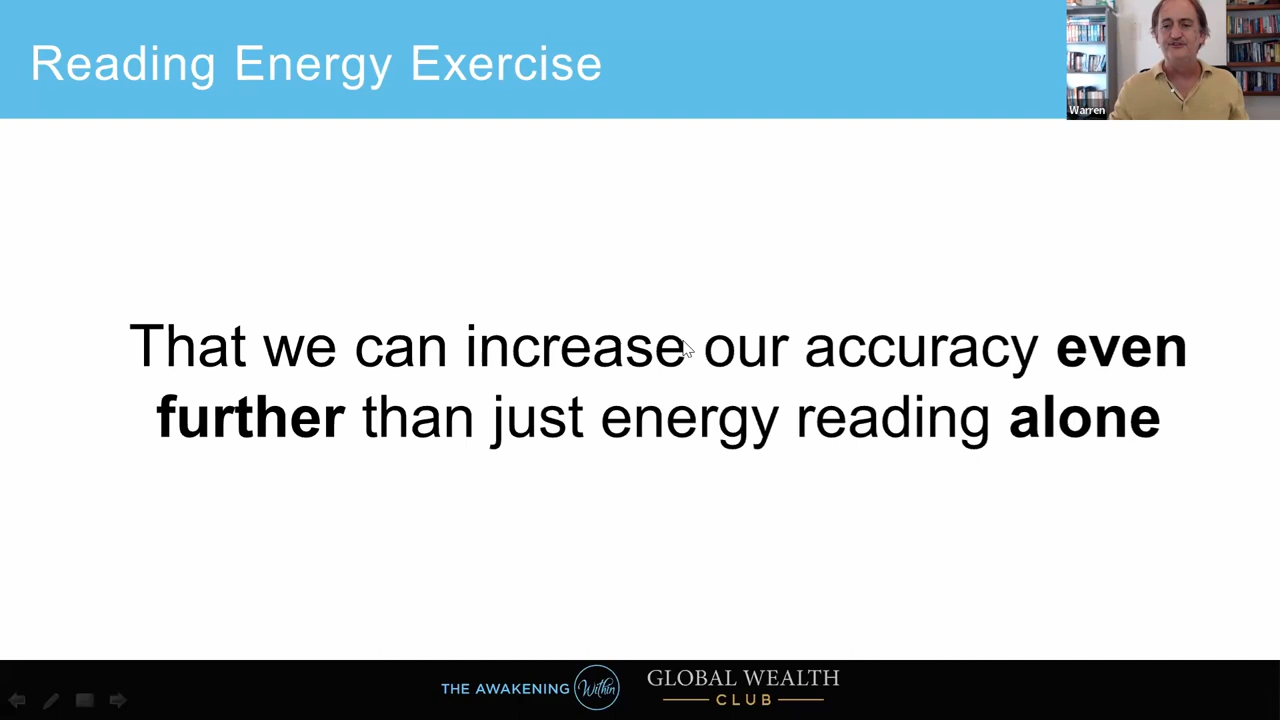 Reading Energy Exercise
Warren
That we can increase our accuracy even
further than just energy reading alone
THE AWAKENING Within
GLOBAL WEALTH
CLUB